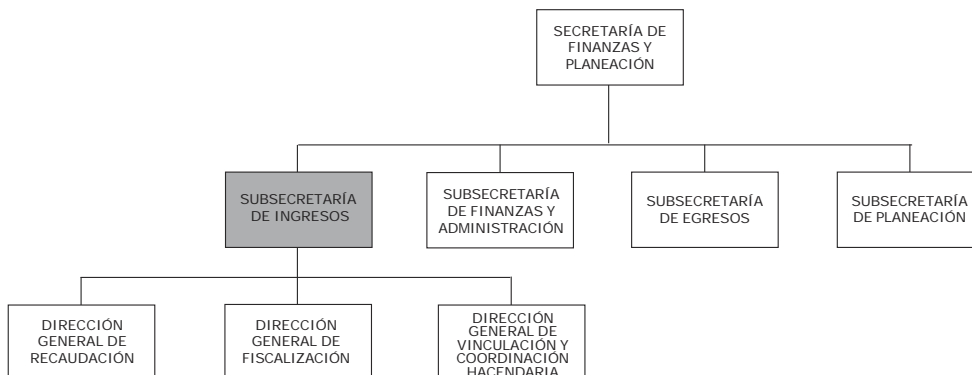 SECRETARÍA DE
FINANZAS Y
PLANEACIÓN
SUBSECRETARÍA
DE INGRESOS
SUBSECRETARÍA
DE FINANZAS Y
ADMINISTRACIÓN
SUBSECRETARÍA
DE EGRESOS
SUBSECRETARÍA
DE PLANEACIÓN
DIRECCIÓN
GENERAL DE
RECAUDACIÓN
DIRECCIÓN
GENERAL DE
FISCALIZACIÓN
DIRECCIÓN
GENERAL DE
VINCULACIÓN Y
COORDINACIÓN
HACENDARIA